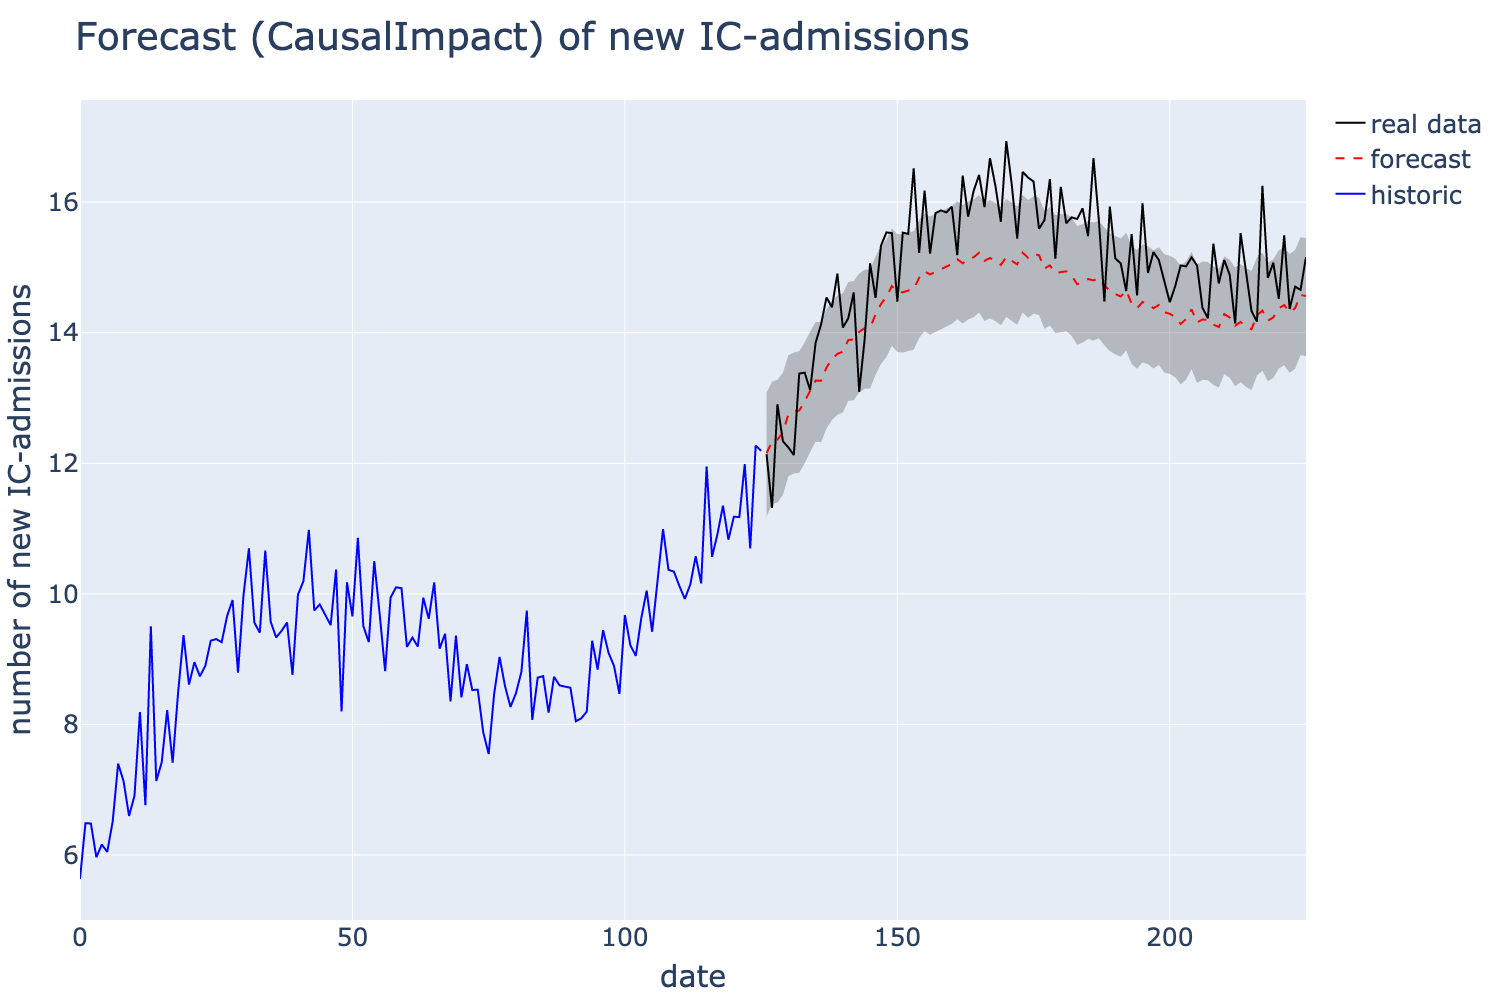 Forecast (CausalImpact) of new IC-admissions
real data
forecast
historic
number of new IC-admissions
16
14
12
10
8
6
0 50 100 150 200
date